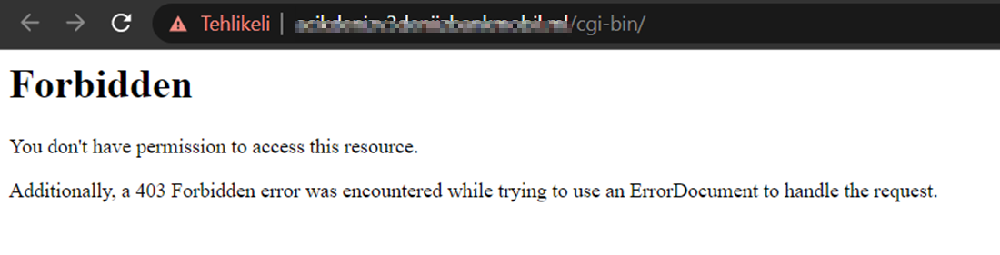 Tehlikeli
/cgi-bin/
Forbidden
You don't have permission to access this resource.
Additionally, a 403 Forbidden error was encountered while trying to use an ErrorDocument to handle the request.